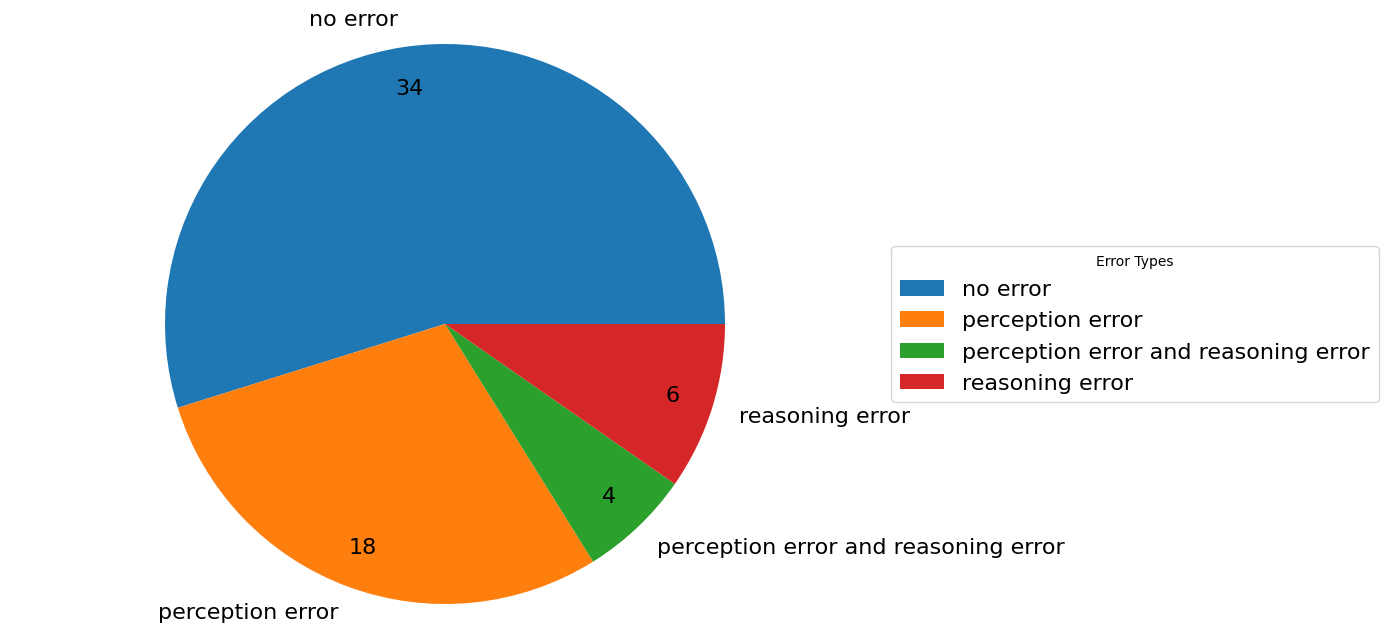 no error
34
Error Types
no error
perception error
perception error and reasoning error
reasoning error
6
reasoning error
4
18
perception error and reasoning error
perception error